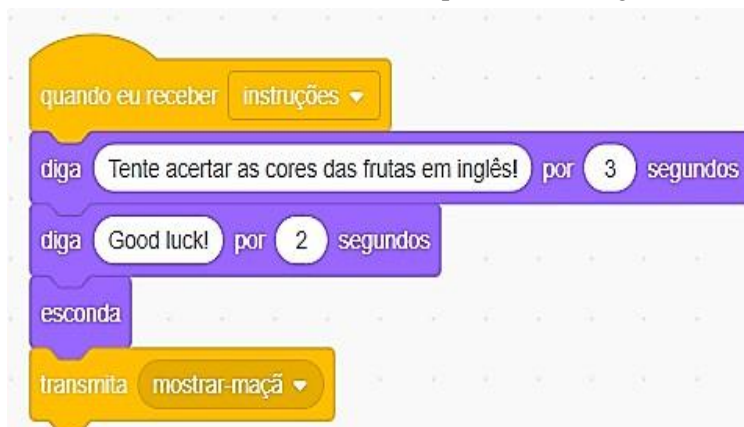 quando eu receber instruções
diga Tente acertar as cores das frutas em inglês! por 3 segundos
diga Good luck! por 2 segundos
esconda
transmita mostrar-maçã